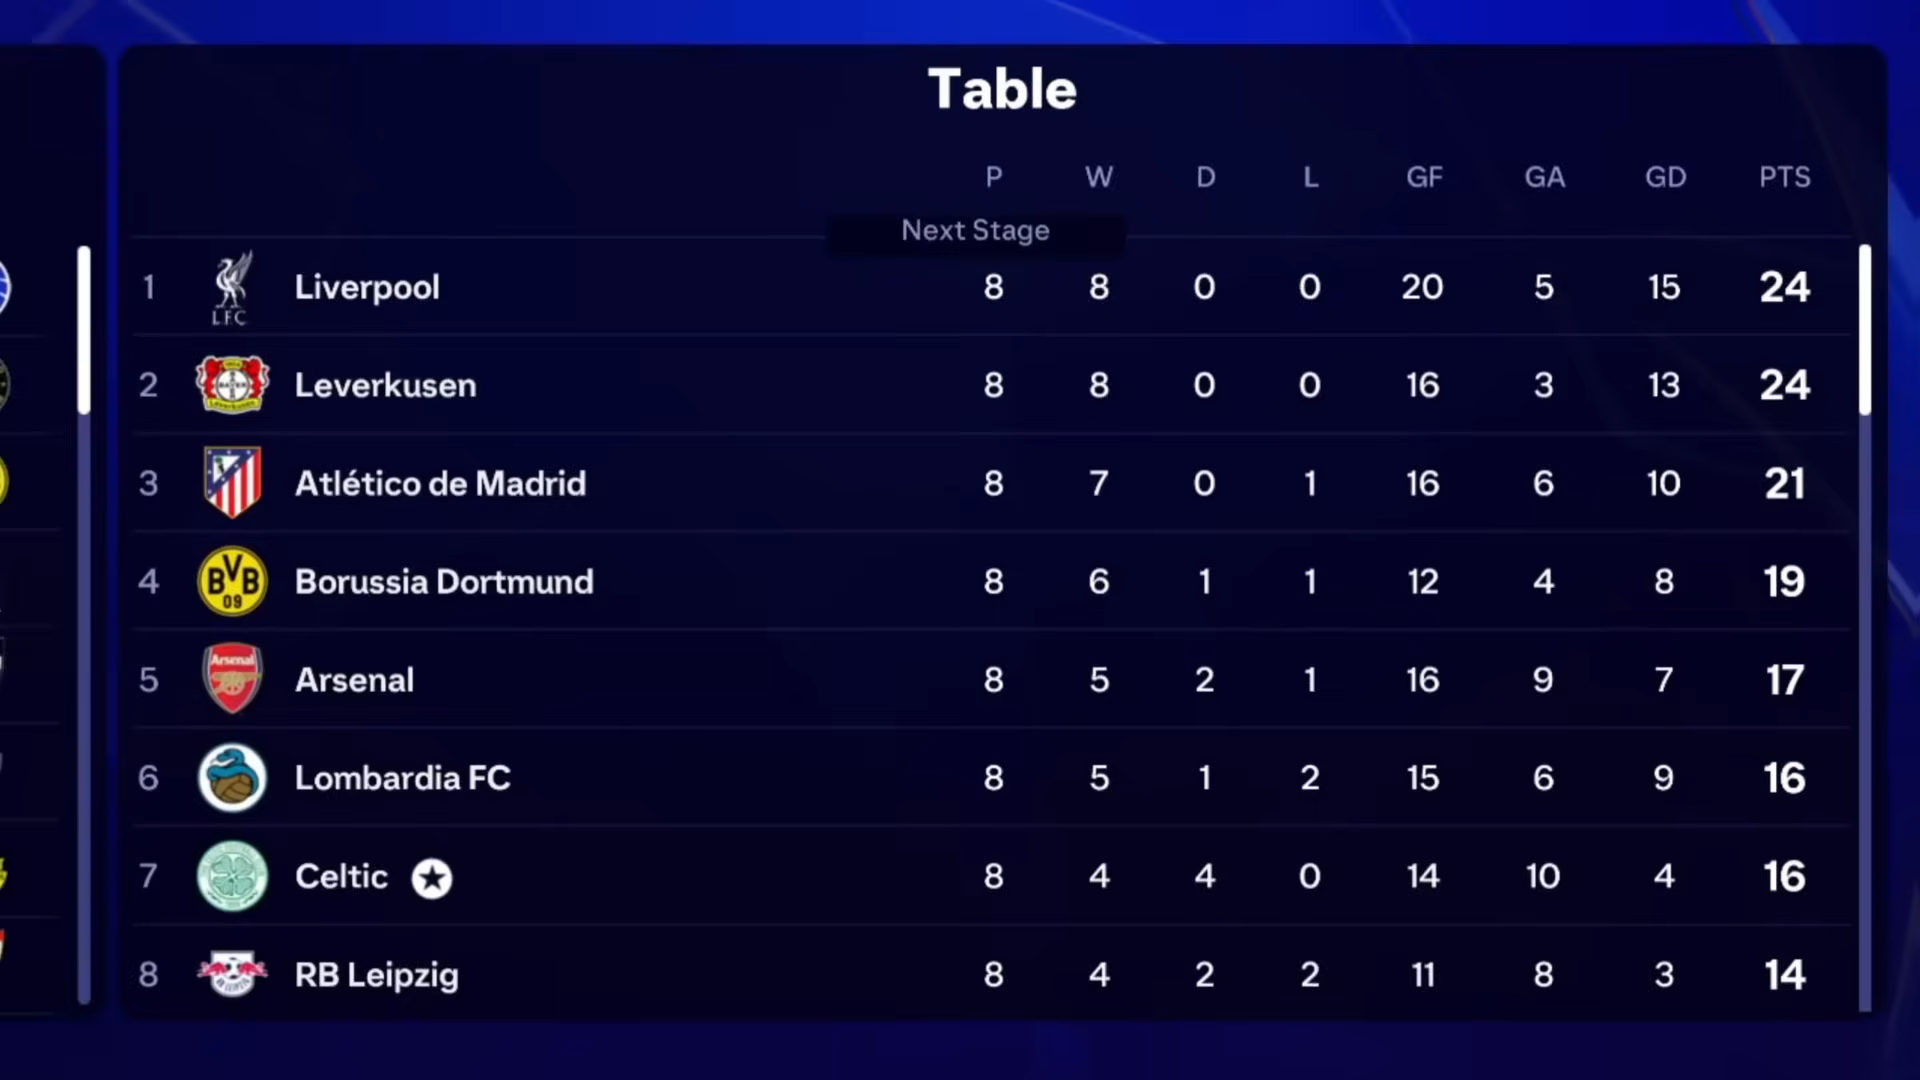 Table
P W D L GF GA GD PTS
Next Stage
1 L.F.C. Liverpool 8 8 0 0 20 5 15 24
2 Leverkusen 8 8 0 0 16 3 13 24
3 Atlético de Madrid 8 7 0 1 16 6 10 21
4 BVB 09 Borussia Dortmund 8 6 1 1 12 4 8 19
5 Arsenal Arsenal 8 5 2 1 16 9 7 17
6 Lombardia FC 8 5 1 2 15 6 9 16
7 Celtic 8 4 4 0 14 10 4 16
8 RB Leipzig 8 4 2 2 11 8 3 14